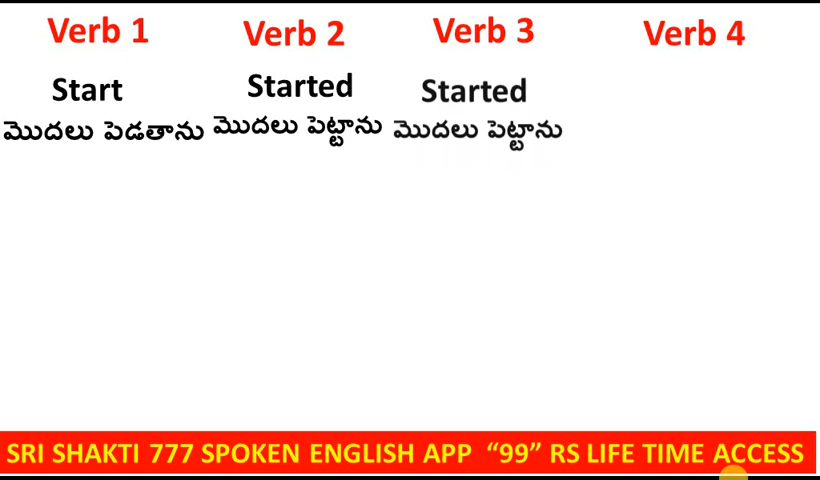 Verb 1 Verb 2 Verb 3 Verb 4
Start Started Started
మొదలు పెడతాను మొదలు పెట్టాను మొదలు పెట్టాను
SRI SHAKTI 777 SPOKEN ENGLISH APP “99” RS LIFE TIME ACCESS